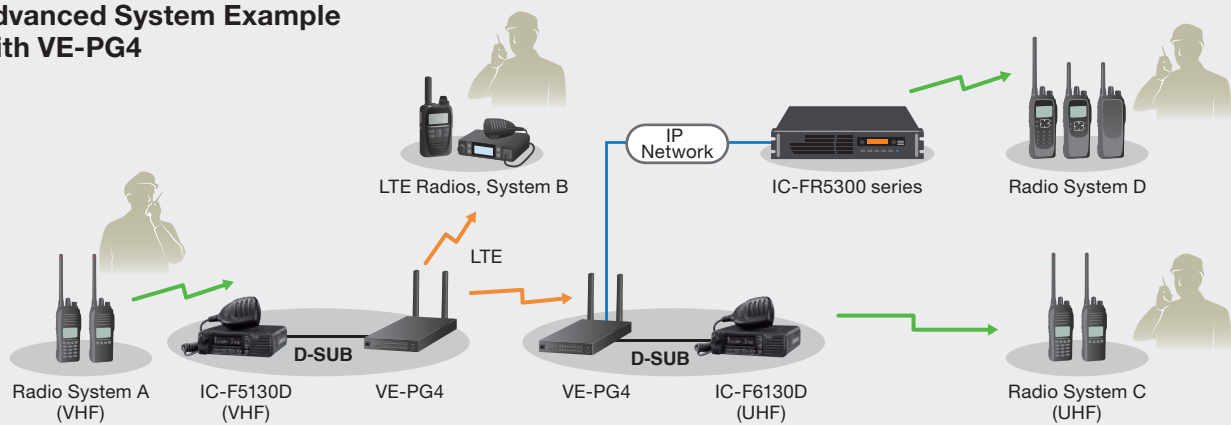 dvanced System Example
ith VE-PG4
IP
Network
LTE Radios, System B
IC-FR5300 series
Radio System D
LTE
D-SUB
D-SUB
Radio System A
(VHF)
IC-F5130D
(VHF)
VE-PG4
VE-PG4
IC-F6130D
(UHF)
Radio System C
(UHF)